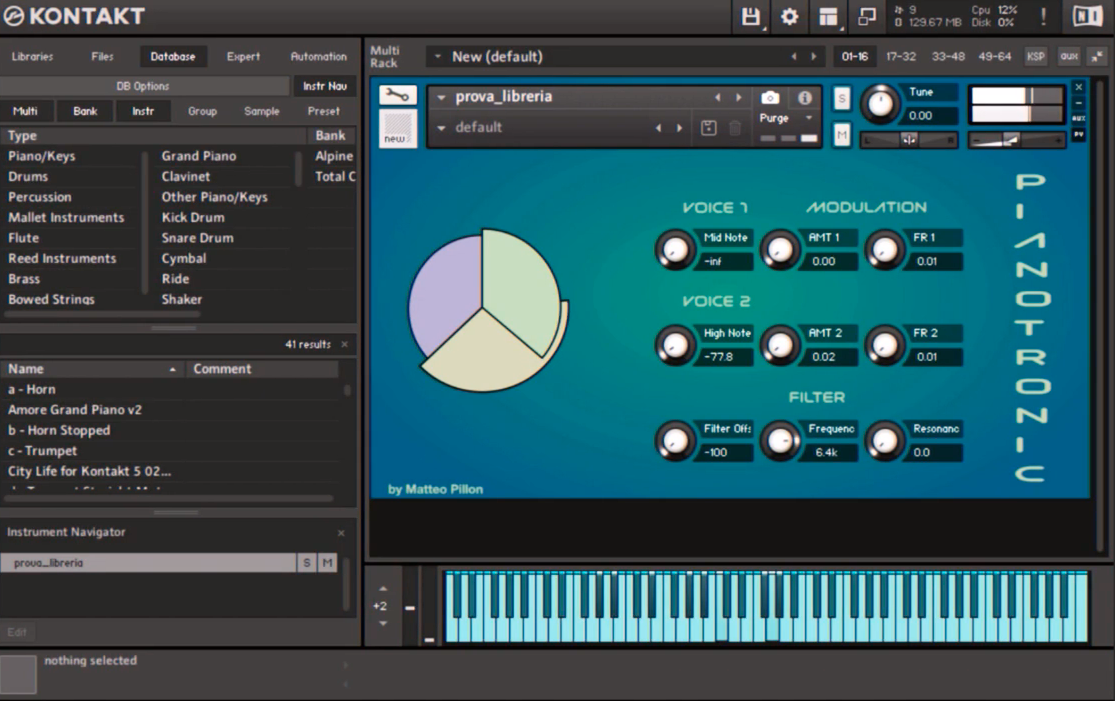 KONTAKT
9
129.67 MB
Cpu 12%
Disk 0%
!
Libraries Files Database Expert Automation
DB Options Instr Nav
Multi Bank Instr Group Sample Preset
Type Bank
Piano/Keys Grand Piano Alpine
Drums Clavinet Total C
Percussion Other Piano/Keys
Mallet Instruments Kick Drum
Flute Snare Drum
Reed Instruments Cymbal
Brass Ride
Bowed Strings Shaker
41 results ×
Name Comment
a - Horn
Amore Grand Piano v2
b - Horn Stopped
c - Trumpet
City Life for Kontakt 5 02...
Instrument Navigator ×
prova_libreria S M
Edit
nothing selected
Multi
Rack
New (default) 01-16 17-32 33-48 49-64 KSP aux
prova_libreria
new
default
Purge
S
M
Tune
0.00
L R
aux
PV
VOICE 1 MODULATION
Mid Note AMT 1 FR 1
-inf 0.00 0.01
VOICE 2
High Note AMT 2 FR 2
-77.8 0.02 0.01
FILTER
Filter Offs Frequenc Resonanc
-100 6.4k 0.0
PIANOTRONIC
by Matteo Pillon
+2